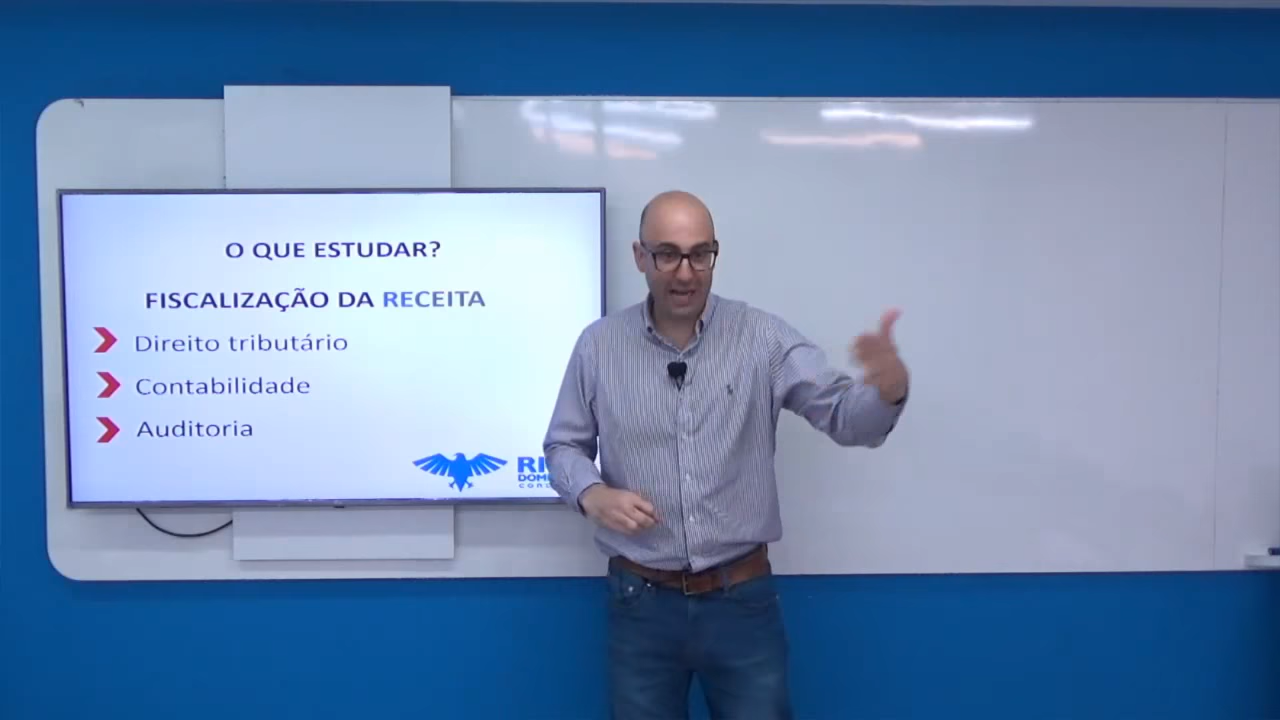 O QUE ESTUDAR?
FISCALIZAÇÃO DA RECEITA
Direito tributário
Contabilidade
Auditoria